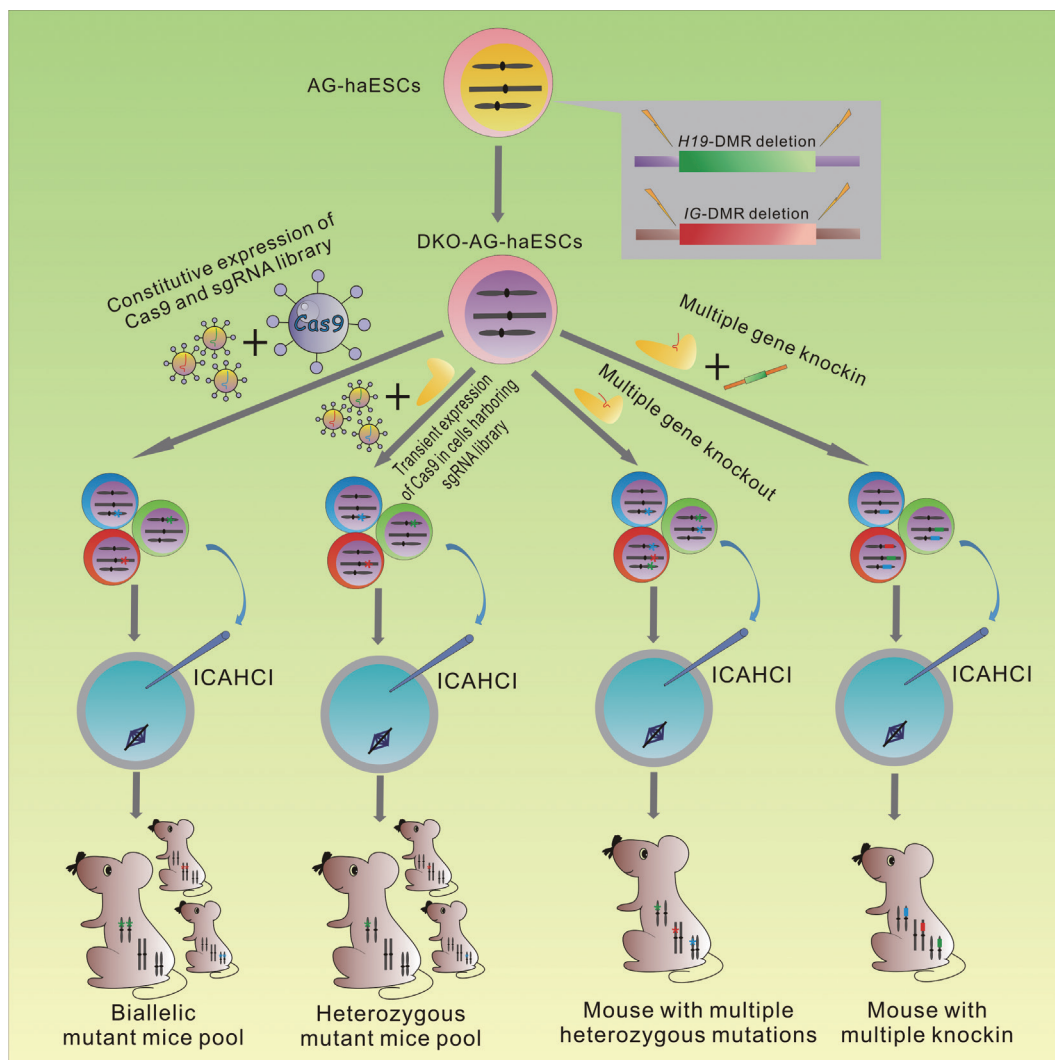 AG-haESCs
H19-DMR deletion
IG-DMR deletion
DKO-AG-haESCs
Constitutive expression of
Cas9 and sgRNA library
Cas9
Transient expression
of Cas9 in cells harboring
sgRNA library
Multiple gene knockout
Multiple gene knockin
ICAHCI
ICAHCI
ICAHCI
ICAHCI
Biallelic
mutant mice pool
Heterozygous
mutant mice pool
Mouse with multiple
heterozygous mutations
Mouse with
multiple knockin